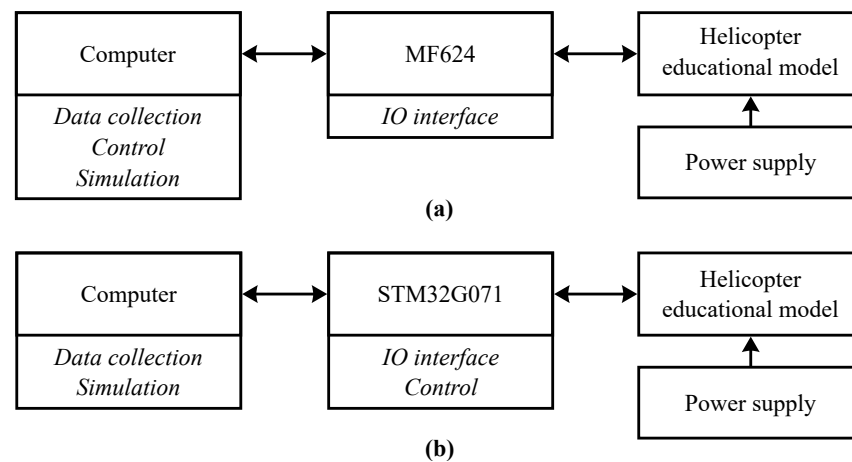 Computer
Data collection
Control
Simulation
MF624
IO interface
Helicopter
educational model
Power supply
(a)
Computer
Data collection
Simulation
STM32G071
IO interface
Control
Helicopter
educational model
Power supply
(b)